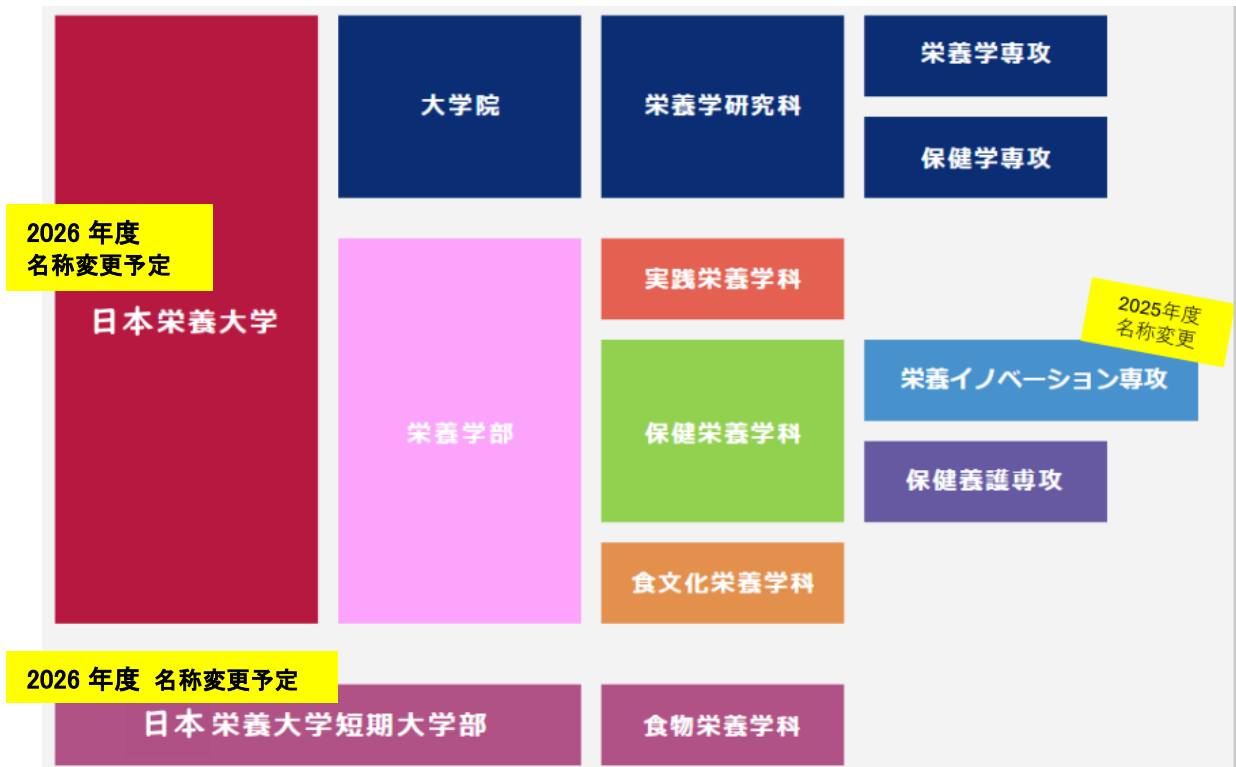 大学院
栄養学研究科
栄養学専攻
保健学専攻
2026 年度
名称変更予定
日本栄養大学
栄養学部
実践栄養学科
保健栄養学科
2025年度
名称変更
栄養イノベーション専攻
保健養護専攻
食文化栄養学科
2026 年度 名称変更予定
日本栄養大学短期大学部
食物栄養学科